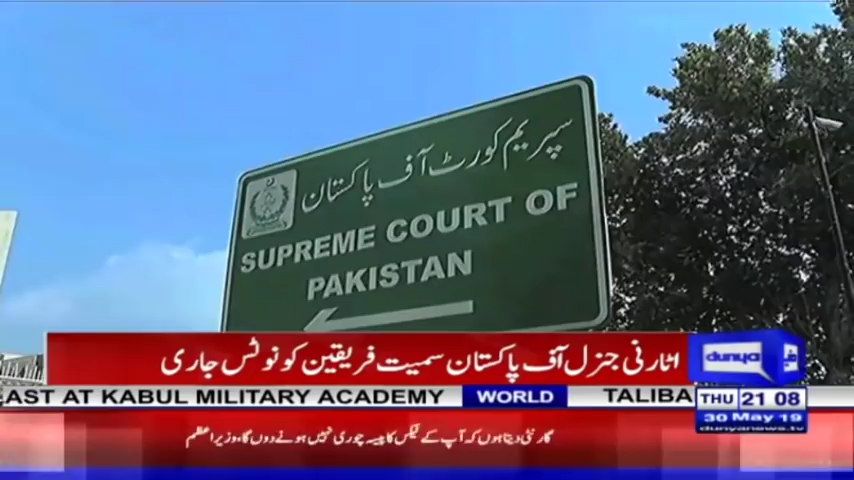 سپریم کورٹ آف پاکستان
SUPREME COURT OF
PAKISTAN
اٹارنی جنرل آف پاکستان سمیت فریقین کو نوٹس جاری
dunya
EAST AT KABUL MILITARY ACADEMY WORLD TALIBA
THU 21 08
30 May 19
dunyanews.tv
گارنٹی دیتا ہوں کہ آپ کے ٹیکس کا پیسہ چوری نہیں ہونے دوں گا، وزیراعظم